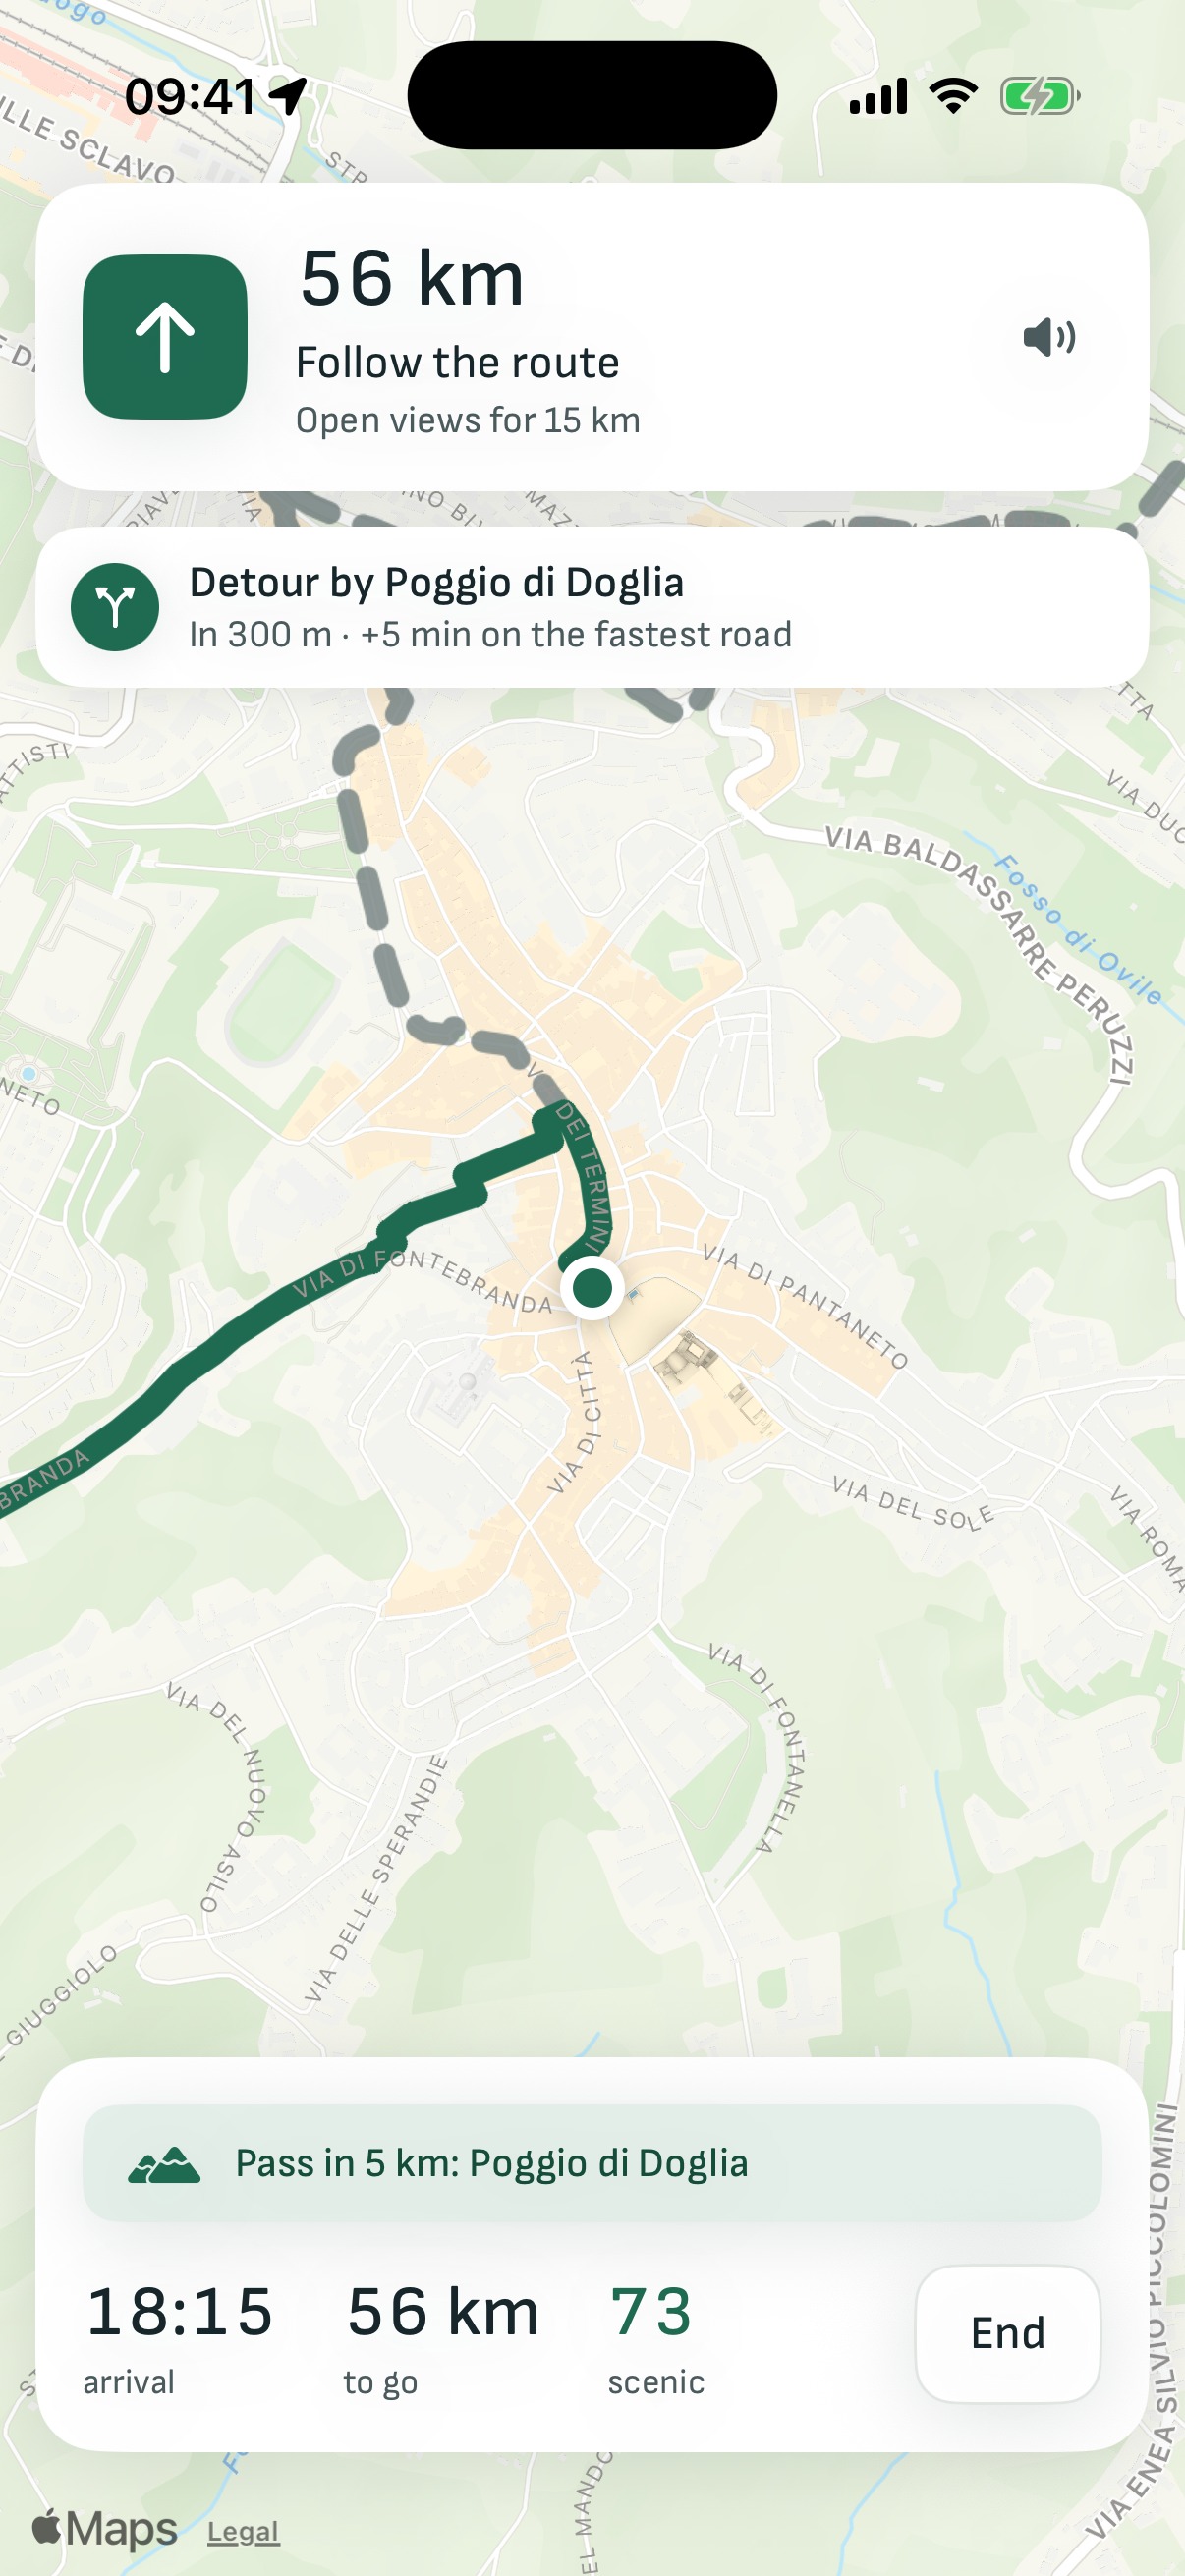 09:41
56 km
Follow the route
Open views for 15 km
Detour by Poggio di Doglia
In 300 m · +5 min on the fastest road
VIA BALDASSARRE PERUZZI
Fosso di Ovile
DEI TERMINI
VIA DI FONTEBRANDA
VIA DI PANTANETO
VIA DI CITTÀ
VIA DEL SOLE
VIA ROMA
VIA DI FONTANELLA
VIA DEL NUOVO ASILO
VIA DELLE SPERANDIE
GIUGGIOLO
VIA ENEA SILVIO PICCOLOMINI
Pass in 5 km: Poggio di Doglia
18:15
56 km
73
End
arrival
to go
scenic
Maps
Legal